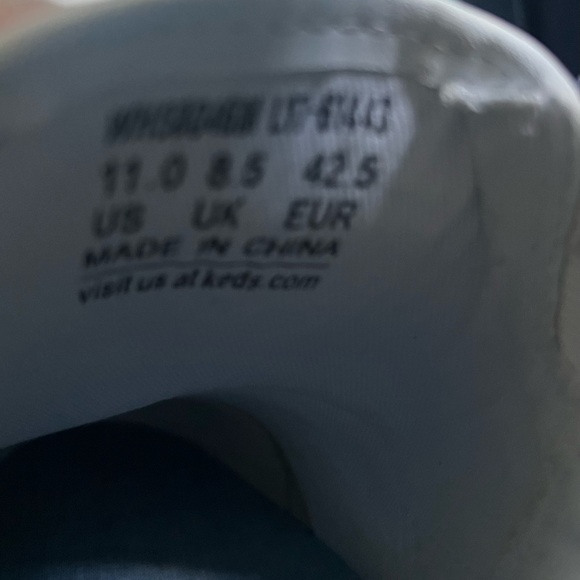 11.0 8.5 42.5
US UK EUR
MADE IN CHINA
visit us at keds.com